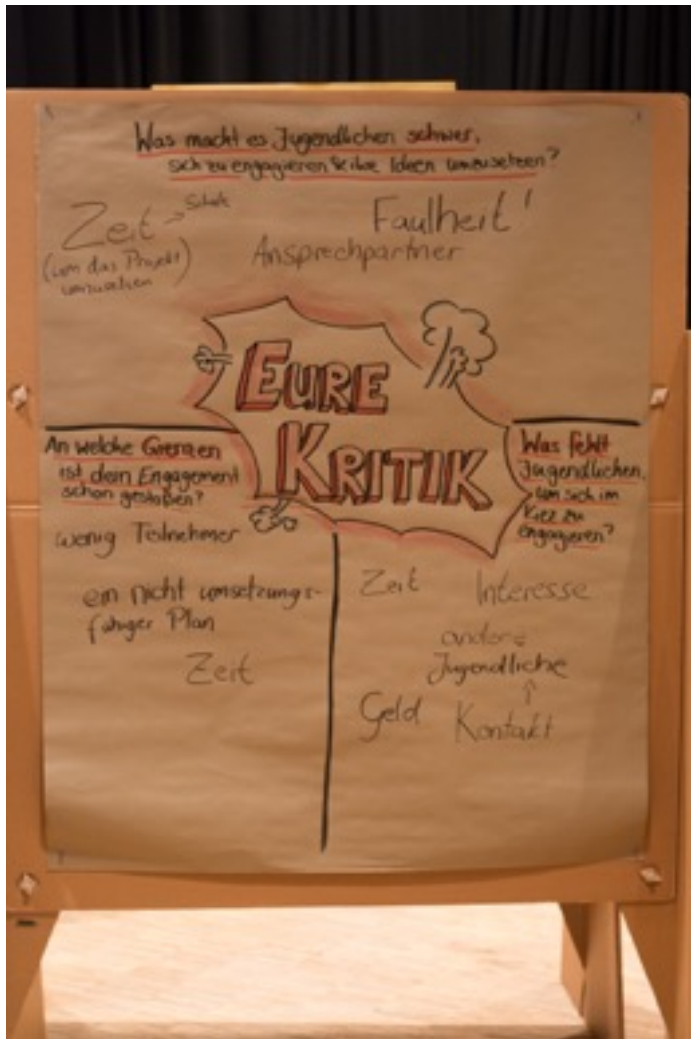 Was macht es Jugendlichen schwer,
sich zu engagieren & ihre Ideen umzusetzen?
Zeit → Schule
(um das Projekt
umzusetzen)
Faulheit!
Ansprechpartner
EURE
KRITIK
An welche Grenzen
ist dein Engagement
schon gestoßen?
wenig Teilnehmer
ein nicht umsetzungs-
fähiger Plan
Zeit
Was fehlt
Jugendlichen,
um sich im
Kiez zu
engagieren?
Zeit
Interesse
andere
Jugendliche
↑
Geld
Kontakt